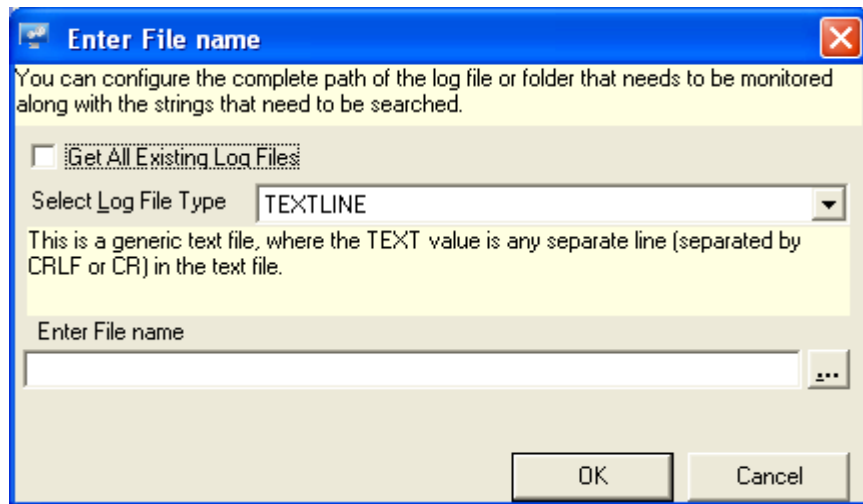 Enter File name
You can configure the complete path of the log file or folder that needs to be monitored
along with the strings that need to be searched.
Get All Existing Log Files
Select Log File Type TEXTLINE
This is a generic text file, where the TEXT value is any separate line (separated by
CRLF or CR) in the text file.
Enter File name
...
OK Cancel